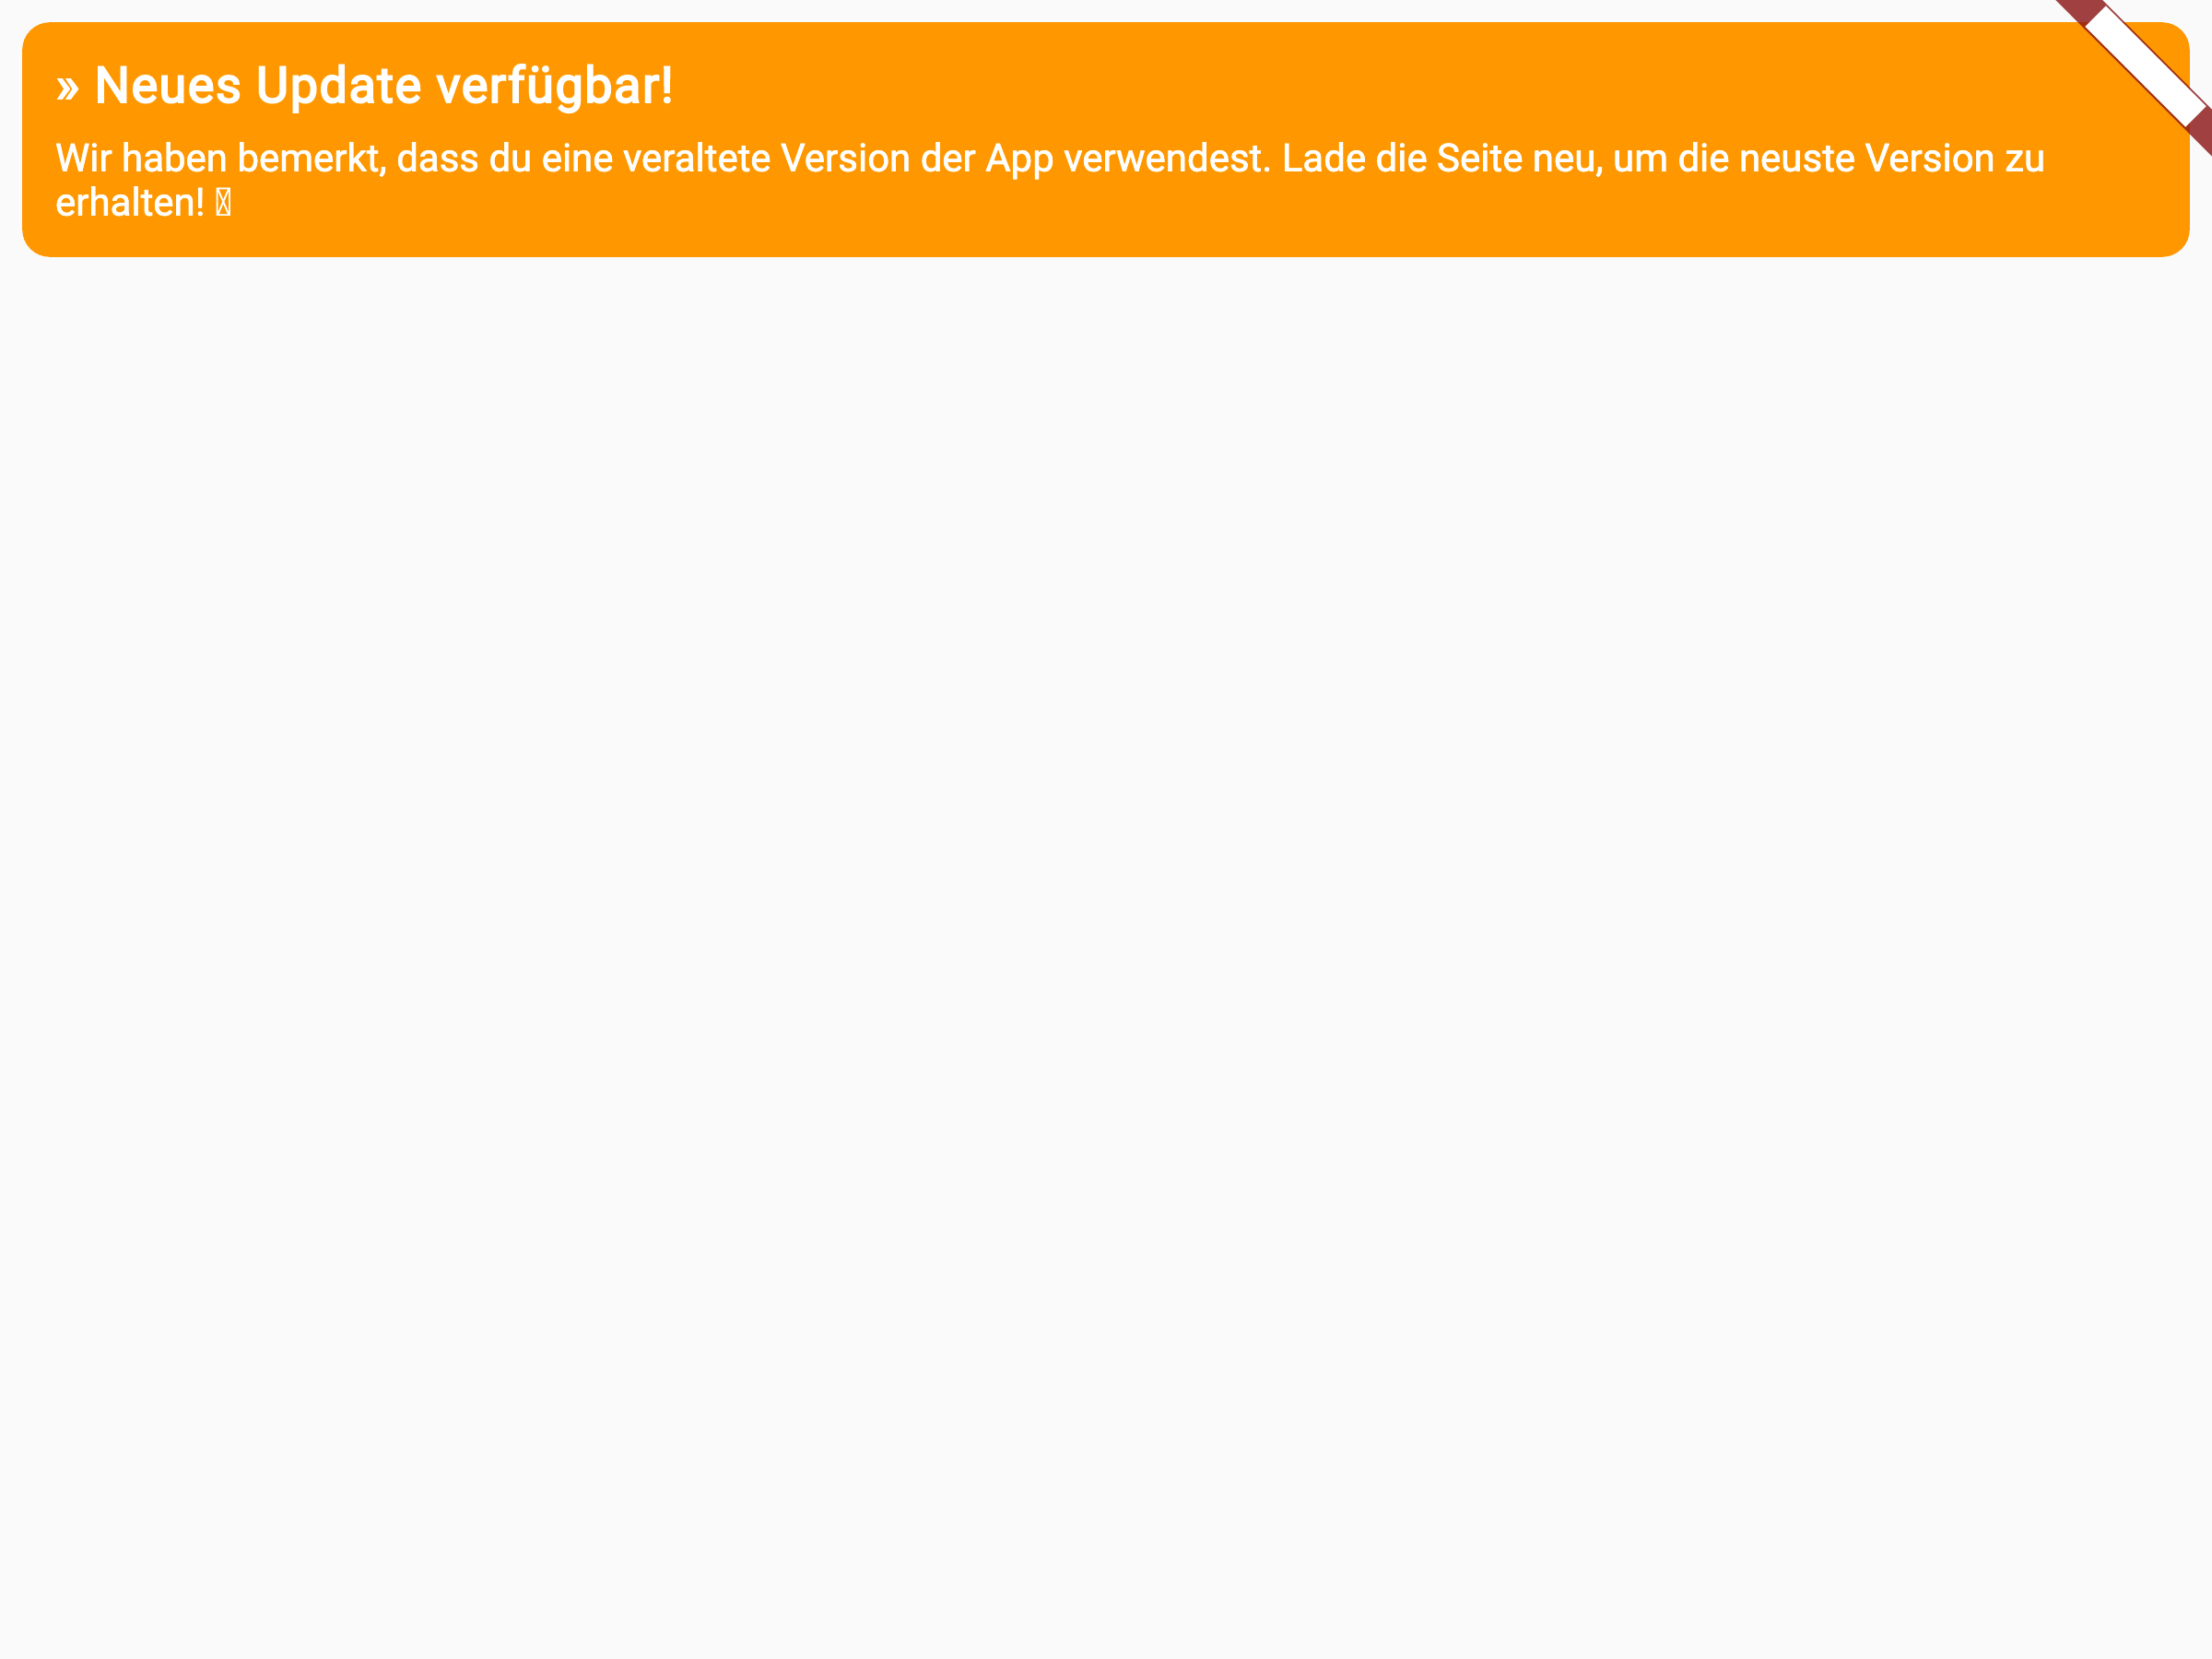 » Neues Update verfügbar!
Wir haben bemerkt, dass du eine veraltete Version der App verwendest. Lade die Seite neu, um die neuste Version zu
erhalten!